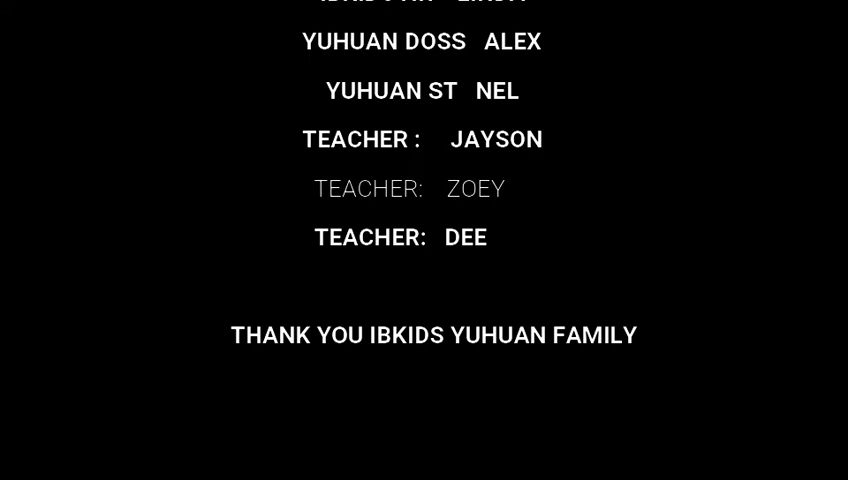 YUHUAN DOSS ALEX
YUHUAN ST NEL
TEACHER : JAYSON
TEACHER: ZOEY
TEACHER: DEE
THANK YOU IBKIDS YUHUAN FAMILY